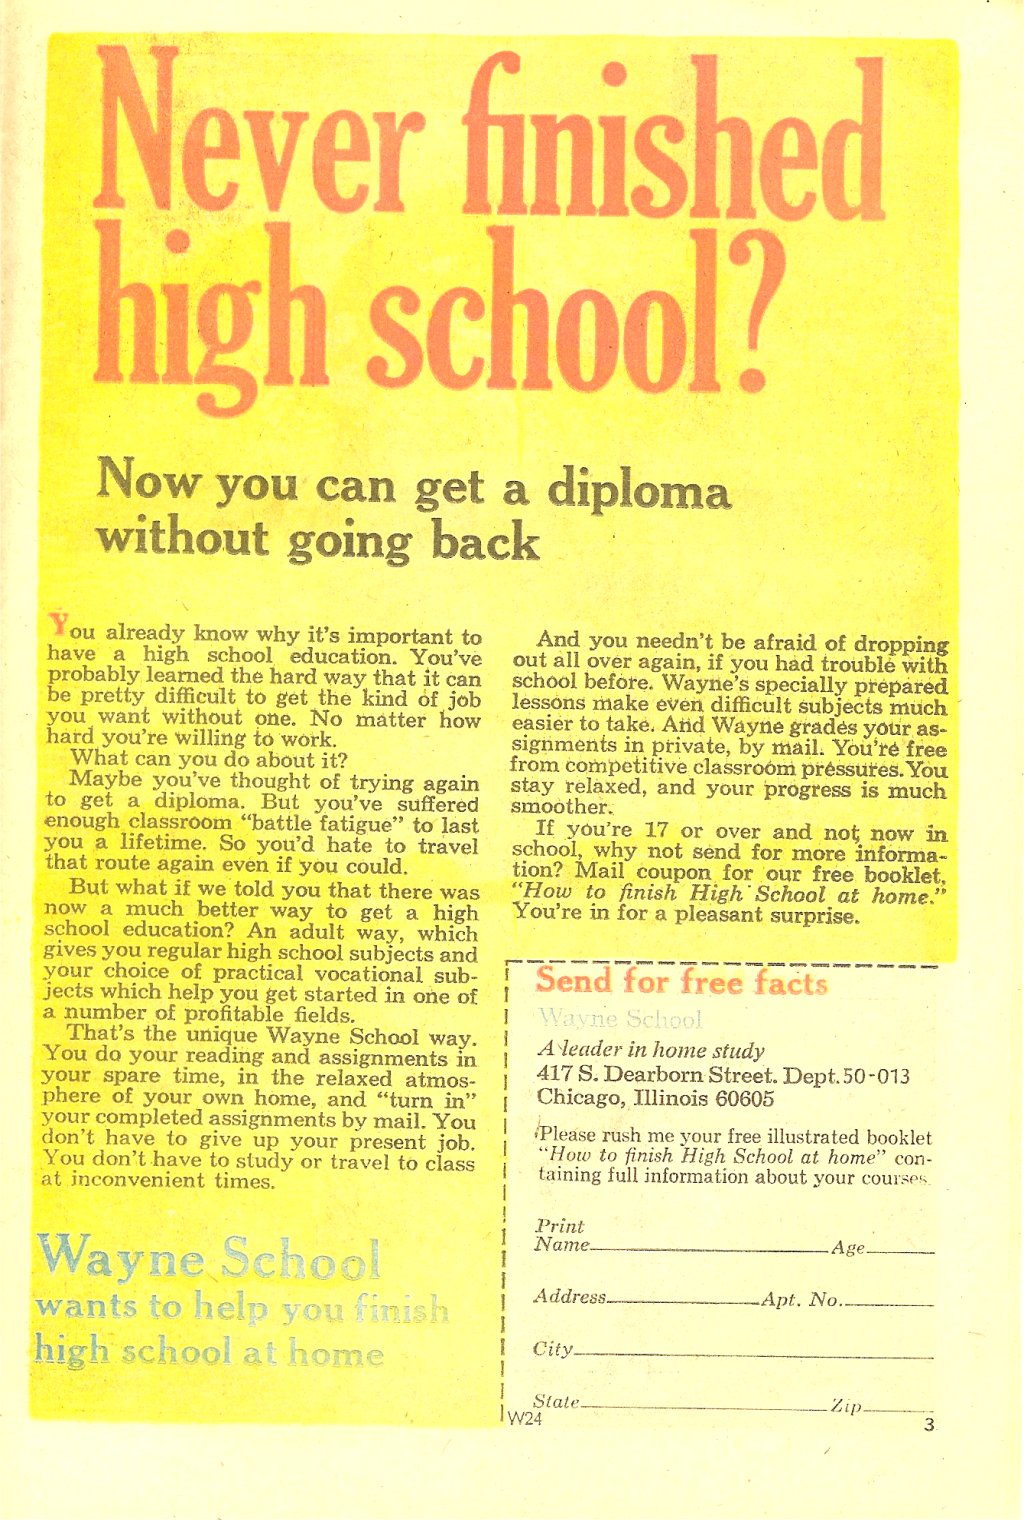 Never finished
high school?
Now you can get a diploma
without going back
You already know why it's important to
have a high school education. You've
probably learned the hard way that it can
be pretty difficult to get the kind of job
you want without one. No matter how
hard you're willing to work.
What can you do about it?
Maybe you've thought of trying again
to get a diploma. But you've suffered
enough classroom “battle fatigue” to last
you a lifetime. So you'd hate to travel
that route again even if you could.
But what if we told you that there was
now a much better way to get a high
school education? An adult way, which
gives you regular high school subjects and
your choice of practical vocational sub-
jects which help you get started in one of
a number of profitable fields.
That's the unique Wayne School way.
You do your reading and assignments in
your spare time, in the relaxed atmos-
phere of your own home, and “turn in”
your completed assignments by mail. You
don't have to give up your present job.
You don't have to study or travel to class
at inconvenient times.
Wayne School
wants to help you finish
high school at home
And you needn't be afraid of dropping
out all over again, if you had trouble with
school before. Wayne's specially prepared
lessons make even difficult subjects much
easier to take. And Wayne grades your as-
signments in private, by mail. You're free
from competitive classroom pressures. You
stay relaxed, and your progress is much
smoother.
If you're 17 or over and not now in
school, why not send for more informa-
tion? Mail coupon for our free booklet,
“How to finish High School at home.”
You're in for a pleasant surprise.
Send for free facts
Wayne School
A leader in home study
417 S. Dearborn Street. Dept. 50-013
Chicago, Illinois 60605
Please rush me your free illustrated booklet
“How to finish High School at home” con-
taining full information about your courses.
Print
Name Age
Address Apt. No.
City
State Zip
W24 3